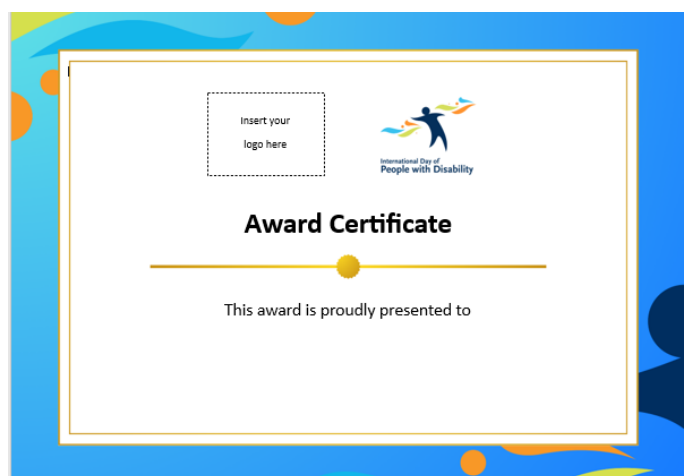 Insert your
logo here
International Day of
People with Disability
Award Certificate
This award is proudly presented to